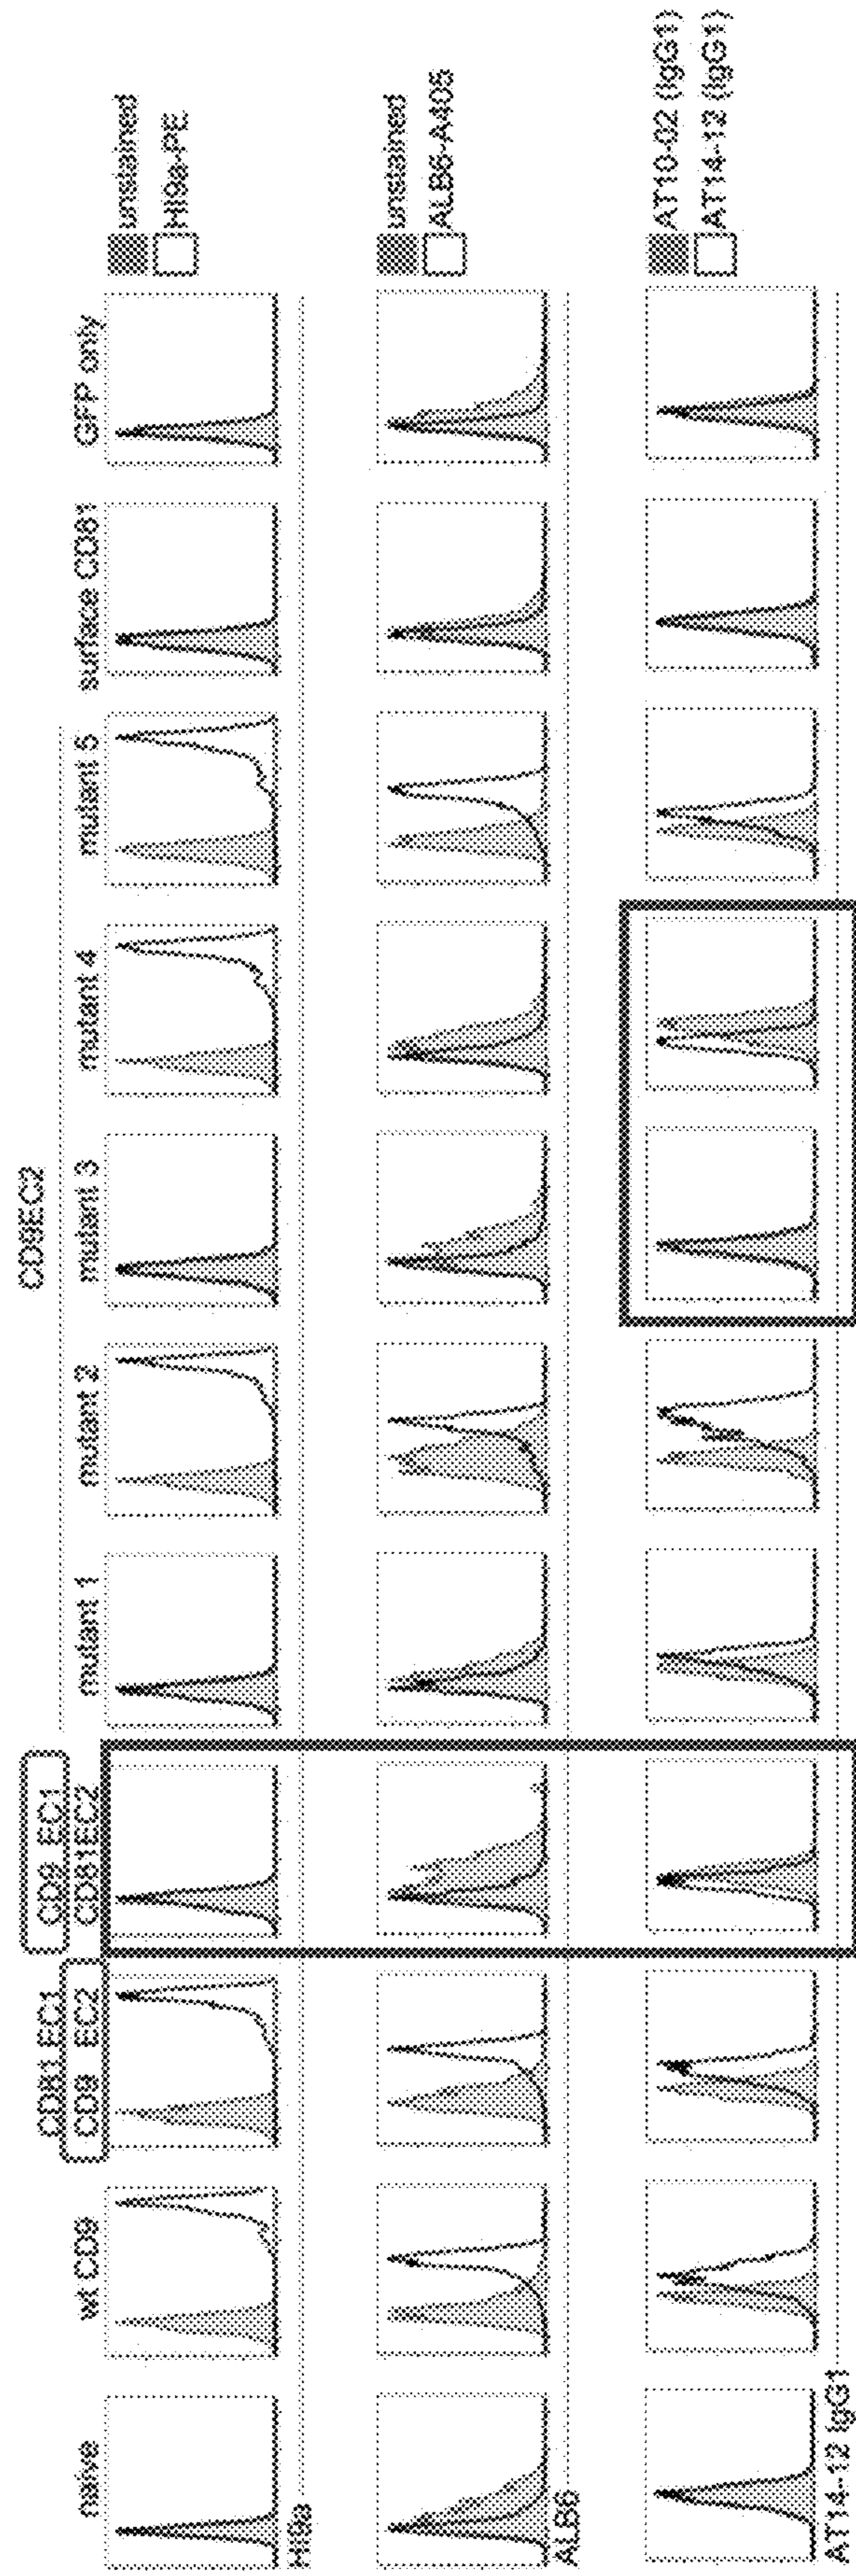 CD9EC2
naive
wt CD9
CD81 EC1
CD9 EC2
CD9 EC1
CD81EC2
mutant 1
mutant 2
mutant 3
mutant 4
mutant 5
surface CD81
GFP only
unstained
HI9a-PE
HI9a
unstained
ALB6-A405
ALB6
AT10-02 (IgG1)
AT14-12 (IgG1)
AT14-12 IgG1